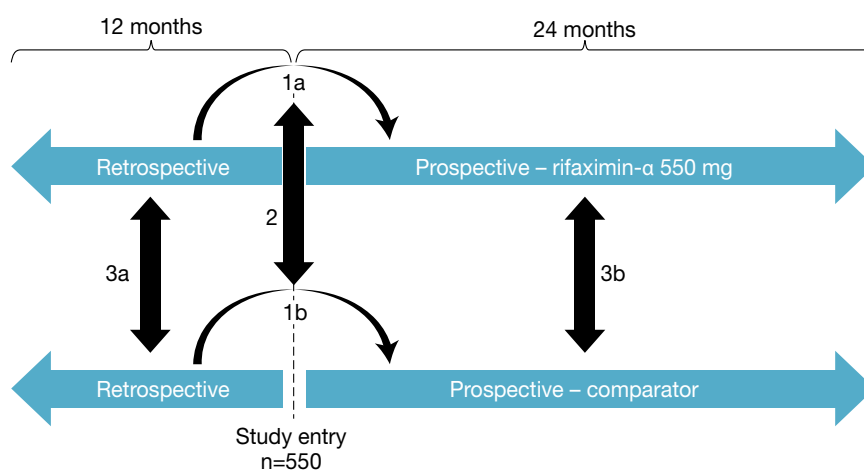 12 months
24 months
1a
Retrospective
Prospective – rifaximin-α 550 mg
2
3a
3b
1b
Retrospective
Prospective – comparator
Study entry
n=550